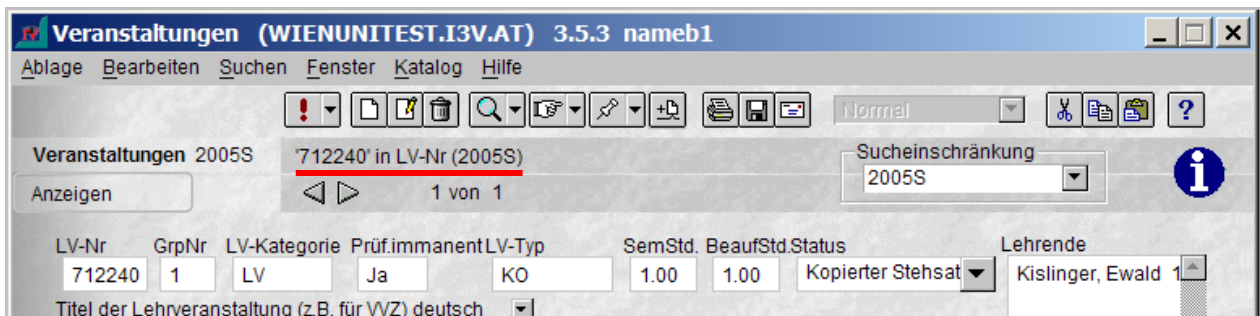 Veranstaltungen (WIENUNITEST.I3V.AT) 3.5.3 nameb1
Ablage Bearbeiten Suchen Fenster Katalog Hilfe
Normal
Veranstaltungen 2005S
'712240' in LV-Nr (2005S)
Sucheinschränkung
2005S
Anzeigen
1 von 1
LV-Nr GrpNr LV-Kategorie Prüf.immanent LV-Typ SemStd. BeaufStd. Status Lehrende
712240 1 LV Ja KO 1.00 1.00 Kopierter Stehsat Kislinger, Ewald 1
Titel der Lehrveranstaltung (z.B. für VVZ) deutsch